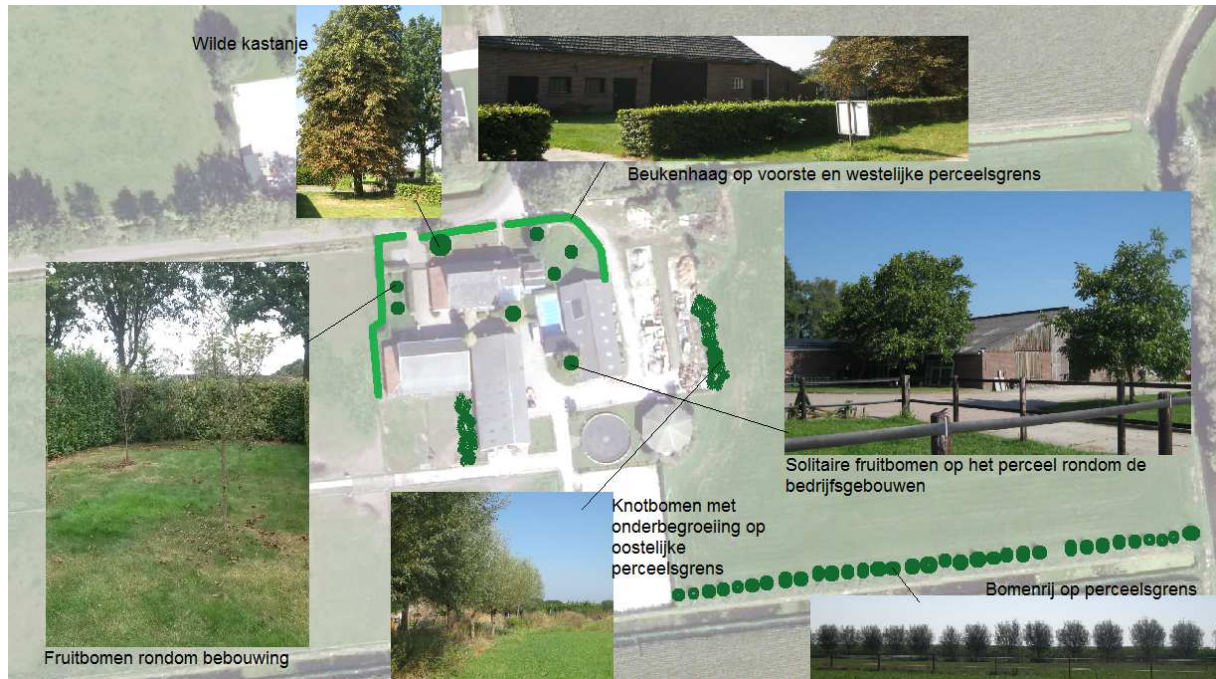 Wilde kastanje
Beukenhaag op voorste en westelijke perceelsgrens
Solitaire fruitbomen op het perceel rondom de
bedrijfsgebouwen
Knotbomen met
onderbegroeiing op
oostelijke
perceelsgrens
Bomenrij op perceelsgrens
Fruitbomen rondom bebouwing